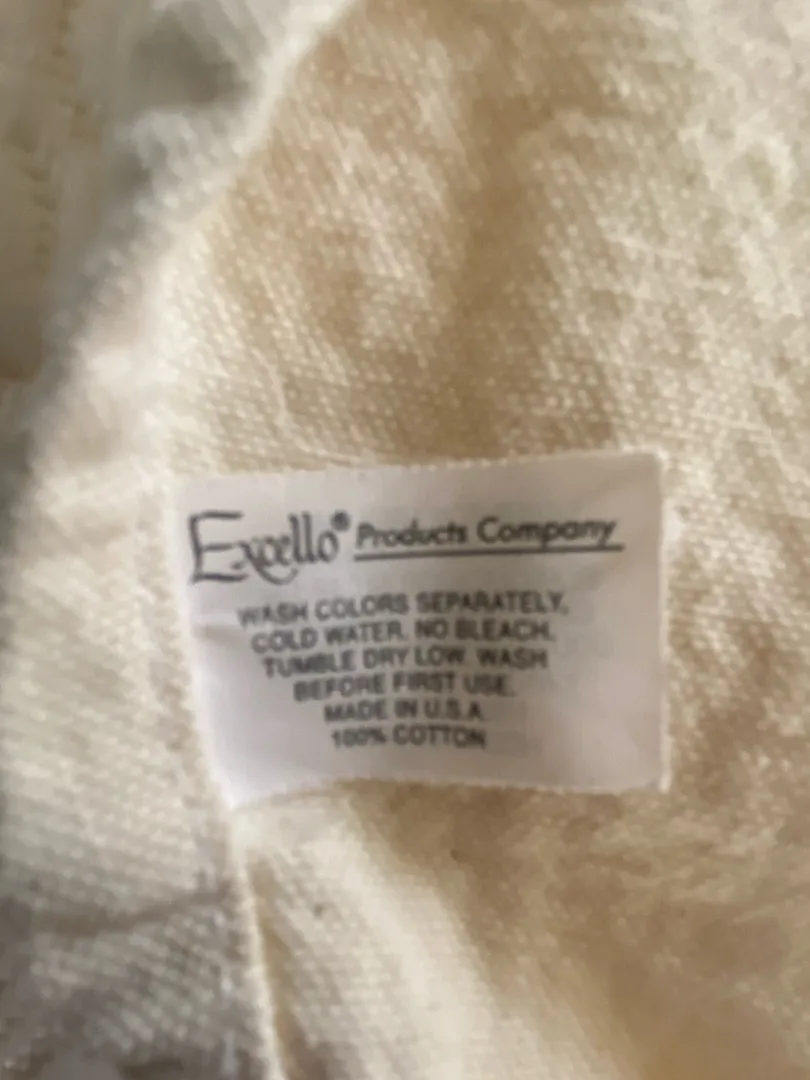 Excello® Products Company
WASH COLORS SEPARATELY,
COLD WATER. NO BLEACH.
TUMBLE DRY LOW. WASH
BEFORE FIRST USE.
MADE IN U.S.A.
100% COTTON